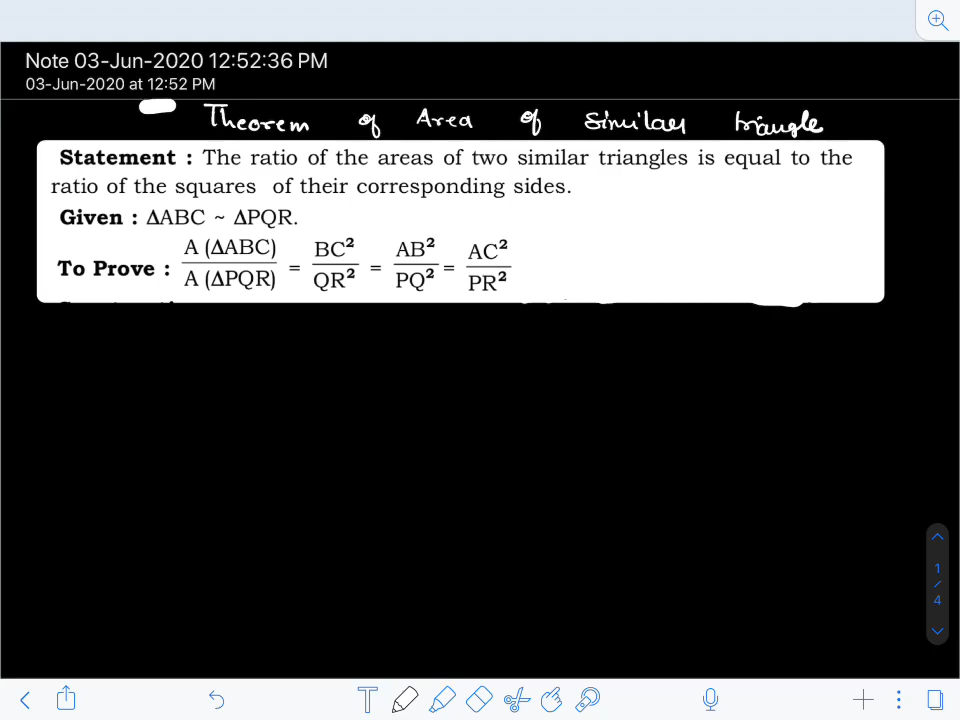 Note 03-Jun-2020 12:52:36 PM
03-Jun-2020 at 12:52 PM
Theorem of Area of Similar triangle
Statement : The ratio of the areas of two similar triangles is equal to the
ratio of the squares of their corresponding sides.
Given : ΔABC ~ ΔPQR.
To Prove : A (ΔABC) / A (ΔPQR) = BC² / QR² = AB² / PQ² = AC² / PR²
1
/
4